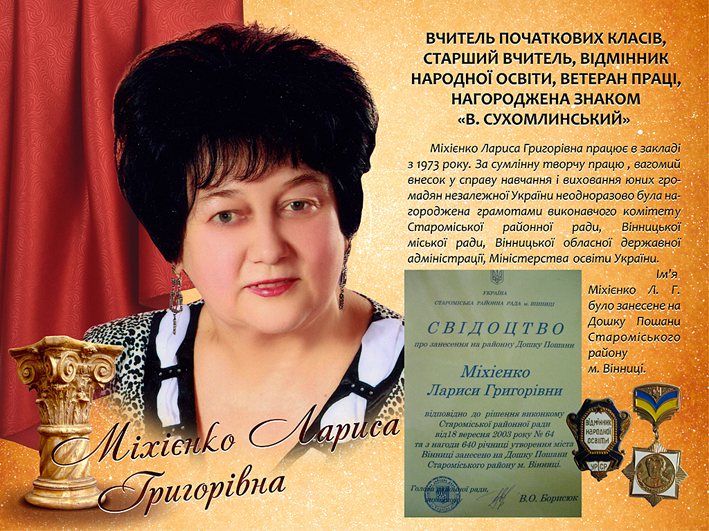 ВЧИТЕЛЬ ПОЧАТКОВИХ КЛАСІВ,
СТАРШИЙ ВЧИТЕЛЬ, ВІДМІННИК
НАРОДНОЇ ОСВІТИ, ВЕТЕРАН ПРАЦІ,
НАГОРОДЖЕНА ЗНАКОМ
«В. СУХОМЛИНСЬКИЙ»
Міхієнко Лариса Григорівна працює в закладі
з 1973 року. За сумлінну творчу працю , вагомий
внесок у справу навчання і виховання юних гро-
мадян незалежної України неодноразово була на-
городжена грамотами виконавчого комітету
Староміської районної ради, Вінницької
міської ради, Вінницької обласної державної
адміністрації, Міністерства освіти України.
Ім'я
Міхієнко Л. Г.
було занесене на
Дошку Пошани
Староміського
району
м. Вінниці.
УКРАЇНА
СТАРОМІСЬКА РАЙОННА РАДА м. ВІННИЦІ
СВІДОЦТВО
про занесення на районну Дошку Пошани
Міхієнко
Лариси Григорівни
відповідно до рішення виконкому
Староміської районної ради
від18 вересня 2003 року № 64
та з нагоди 640 річниці утворення міста
Вінниці занесено на Дошку Пошани
Староміського району м. Вінниці.
Голова районної ради,
В.О. Борисюк
ВІДМІННИК
НАРОДНОЇ
ОСВІТИ
УРСР
Міхієнко Лариса
Григорівна